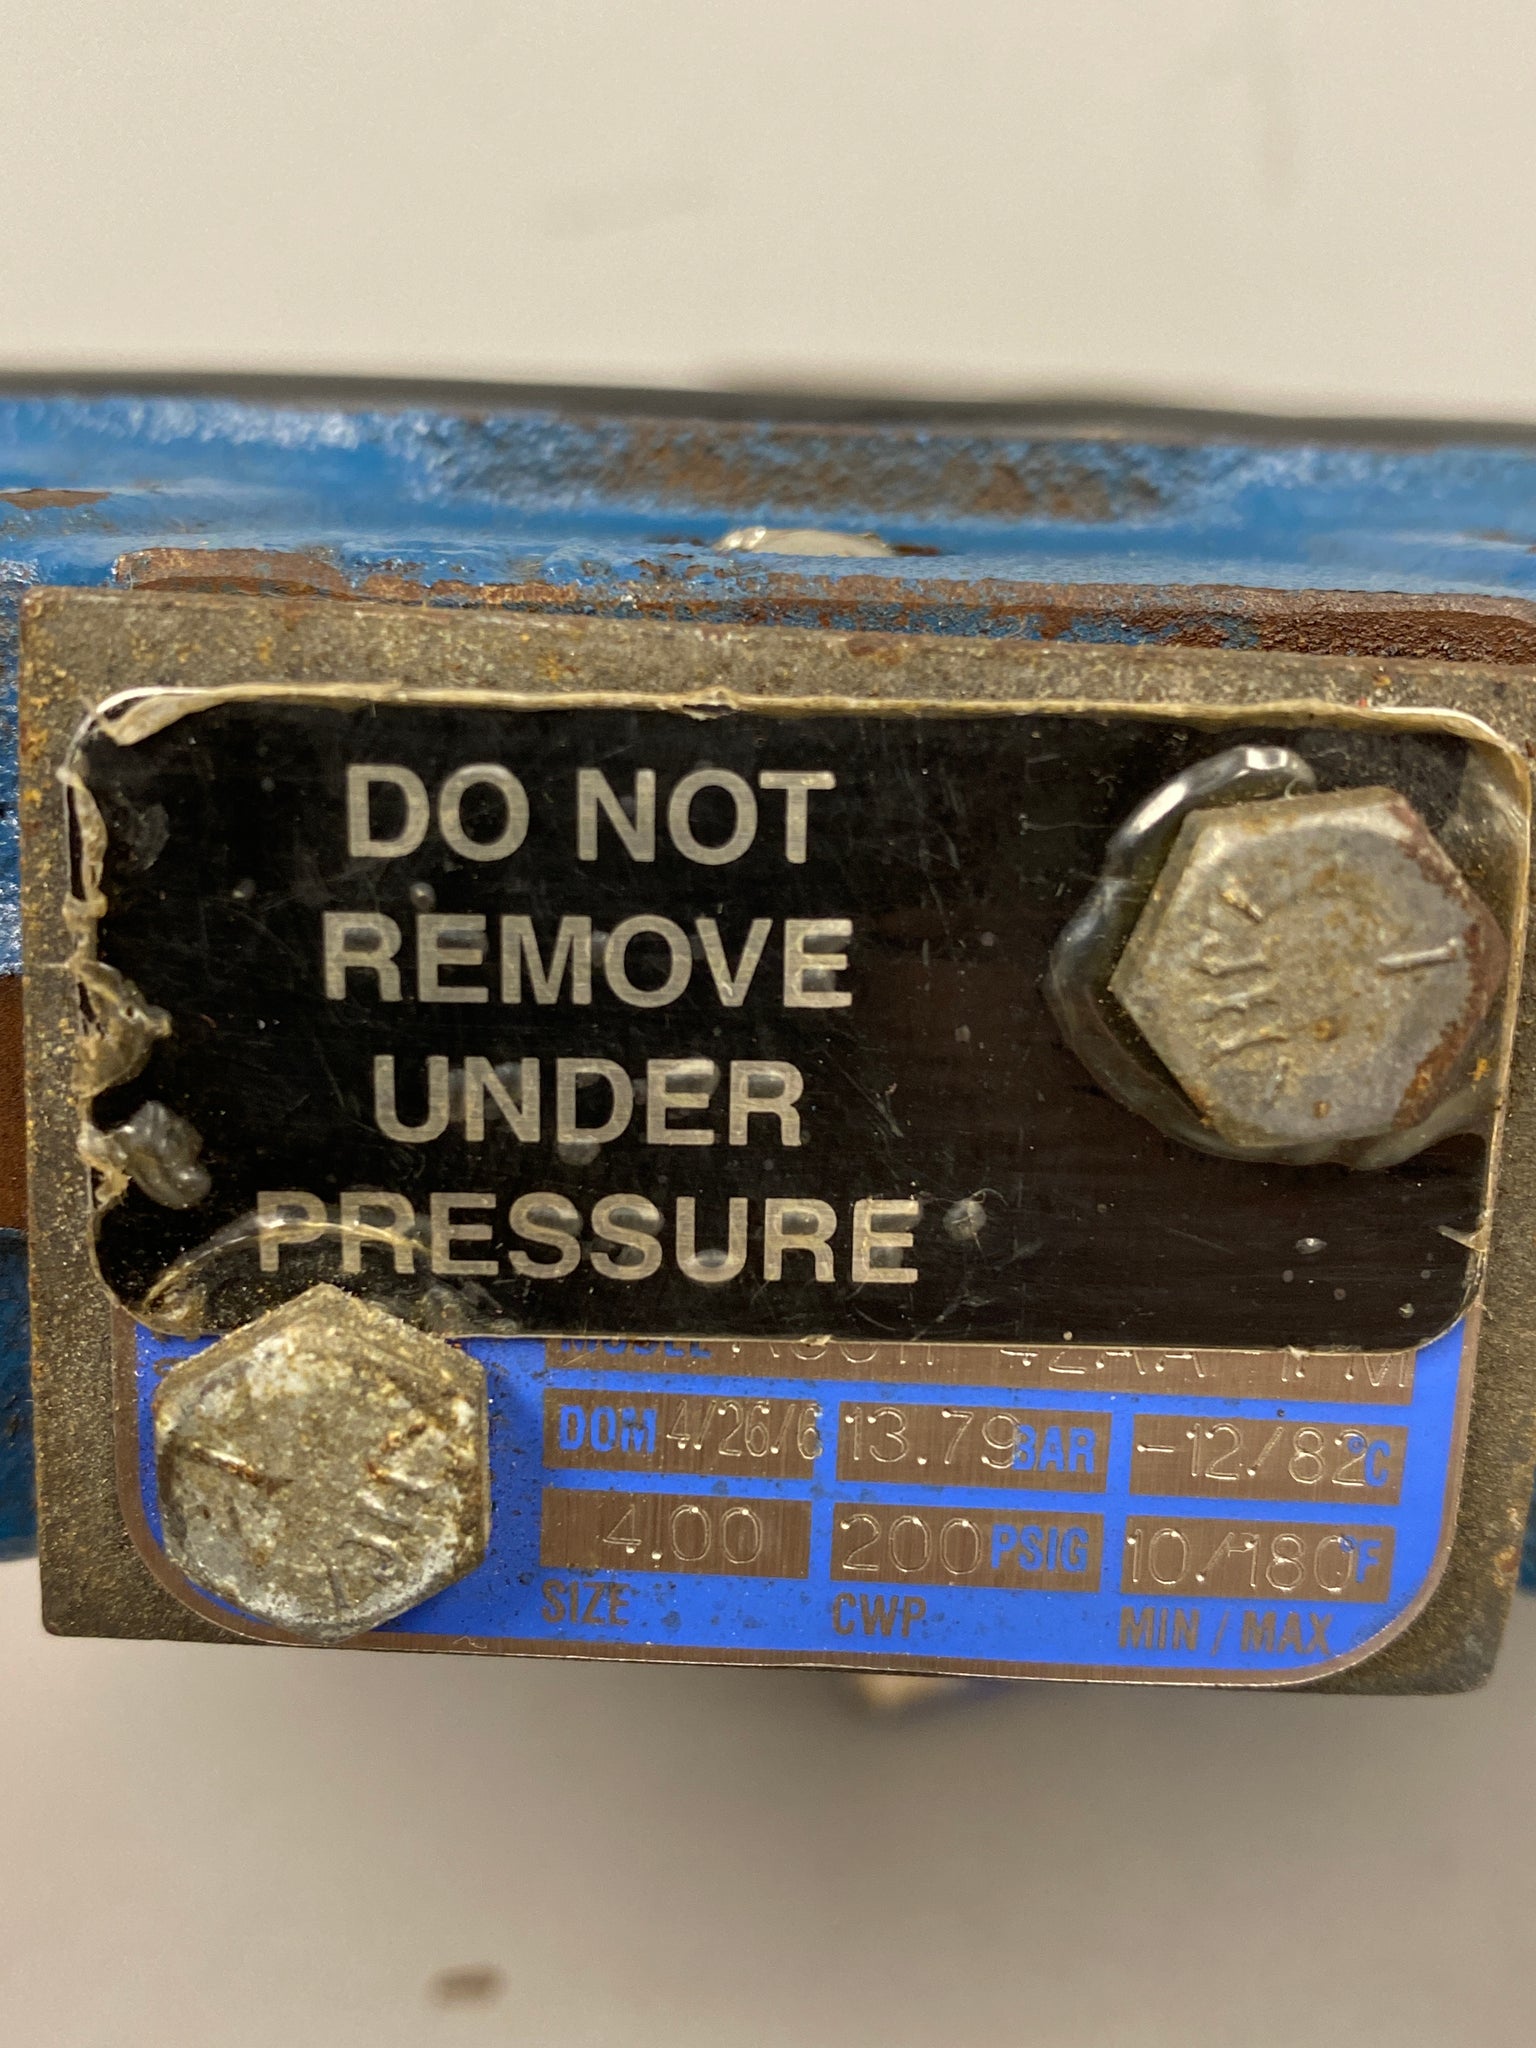 DO NOT
REMOVE
UNDER
PRESSURE
MODEL
DOM 4/26/6 13.79 BAR -12/82°C
4.00 200 PSIG 10/180°F
SIZE CWP MIN / MAX